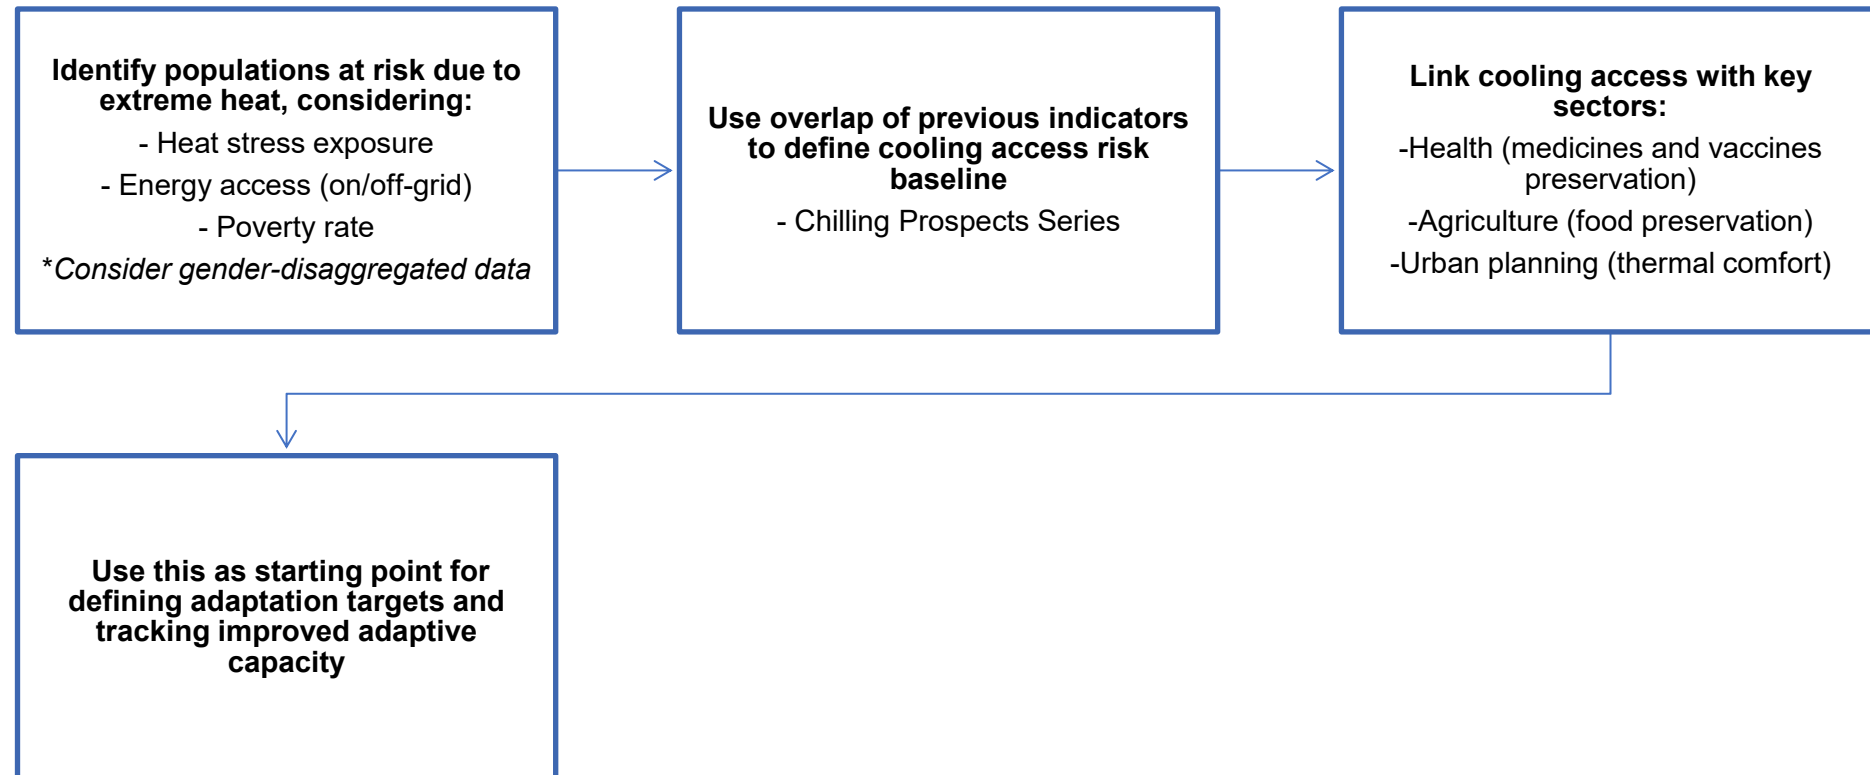 Identify populations at risk due to
extreme heat, considering:
- Heat stress exposure
- Energy access (on/off-grid)
- Poverty rate
*Consider gender-disaggregated data
Use overlap of previous indicators
to define cooling access risk
baseline
- Chilling Prospects Series
Link cooling access with key
sectors:
-Health (medicines and vaccines
preservation)
-Agriculture (food preservation)
-Urban planning (thermal comfort)
Use this as starting point for
defining adaptation targets and
tracking improved adaptive
capacity